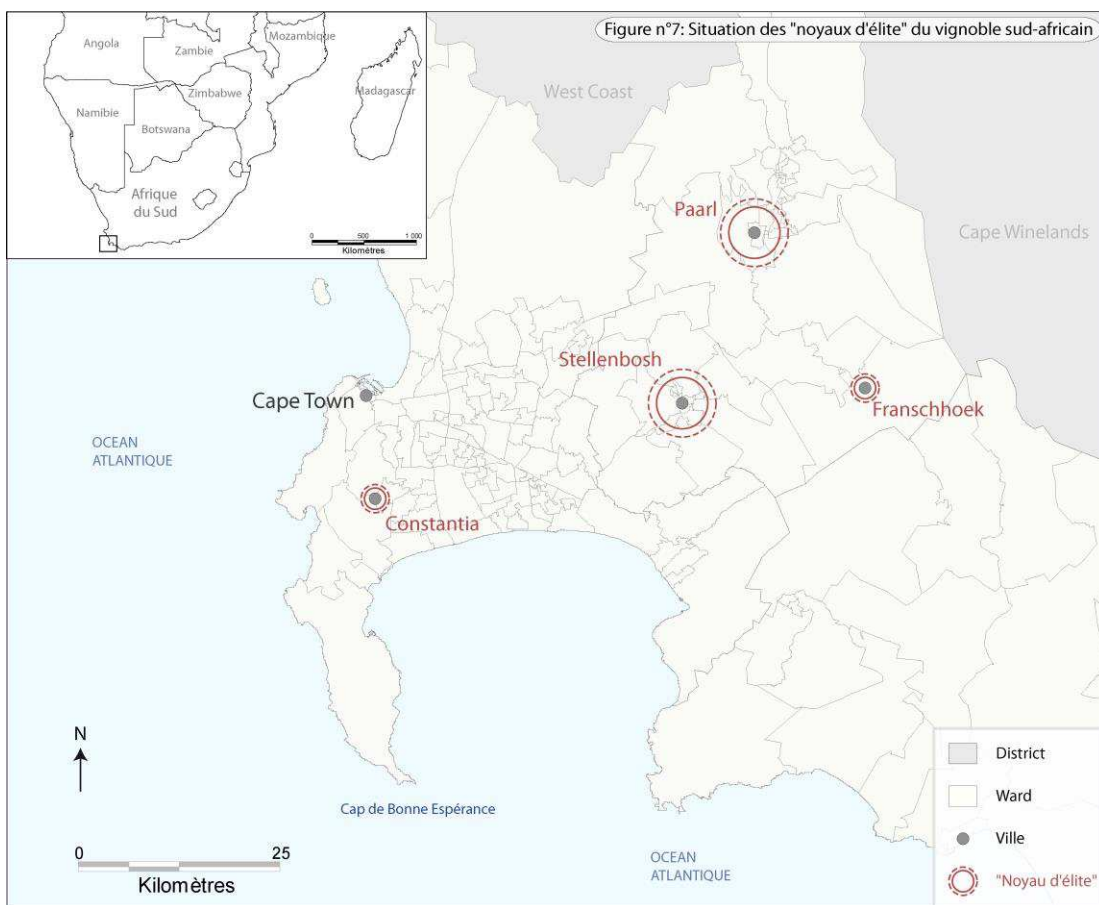 Figure n°7: Situation des "noyaux d'élite" du vignoble sud-africain
Angola
Zambie
Mozambique
Madagascar
Zimbabwe
Namibie
Botswana
Afrique
du Sud
0 500 1 000
Kilomètres
West Coast
Cape Winelands
Paarl
Stellenbosh
Franschhoek
Cape Town
Constantia
OCEAN
ATLANTIQUE
N
Cap de Bonne Espérance
0 25
Kilomètres
OCEAN
ATLANTIQUE
District
Ward
Ville
"Noyau d'élite"